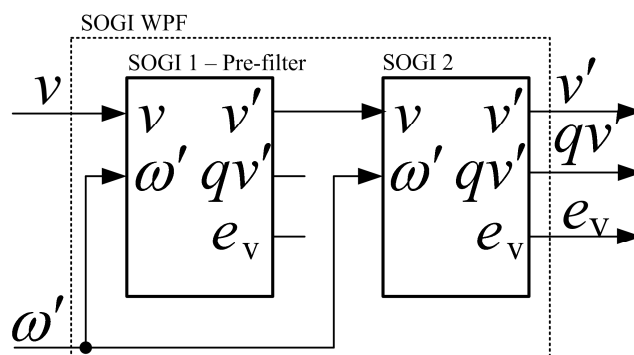 SOGI WPF
SOGI 1 – Pre-filter
SOGI 2
v
v
v'
v
v'
v'
ω'
qv'
ω'
qv'
qv'
e_v
e_v
e_v
ω'